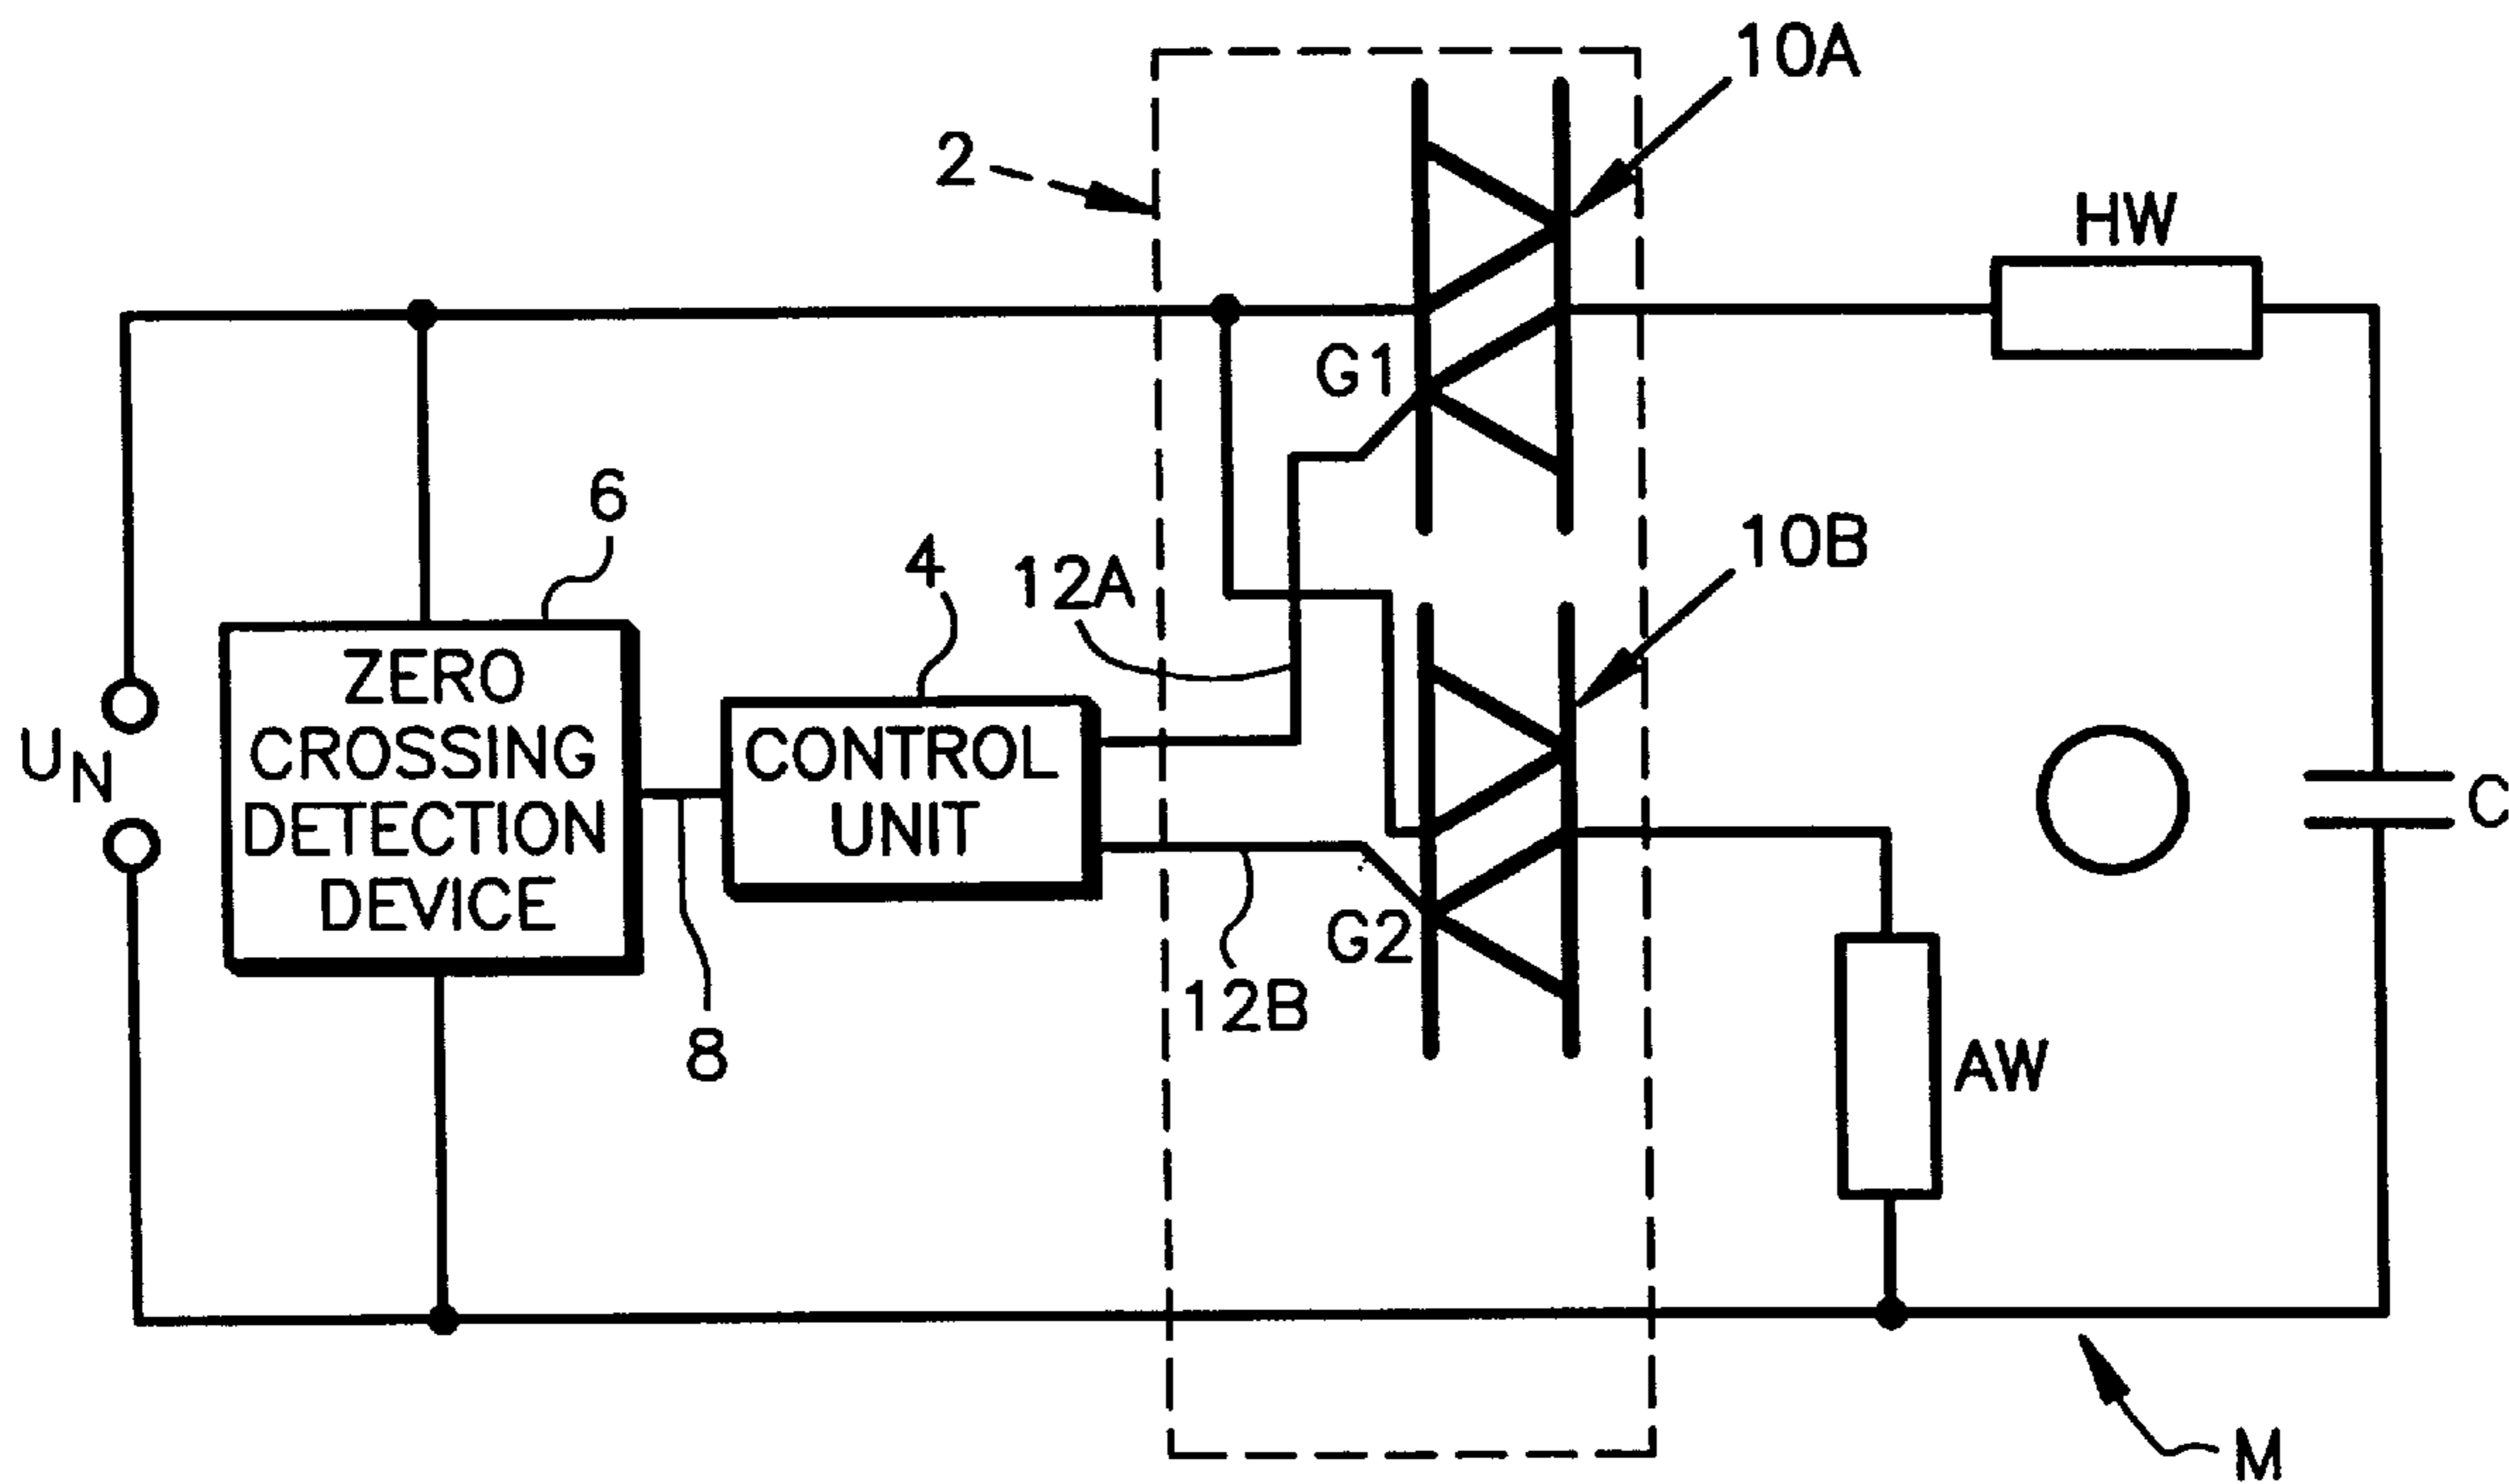 10A
2
HW
G1
6
4
12A
10B
ZERO
CROSSING
DETECTION
DEVICE
CONTROL
UNIT
UN
C
G2
12B
8
AW
M